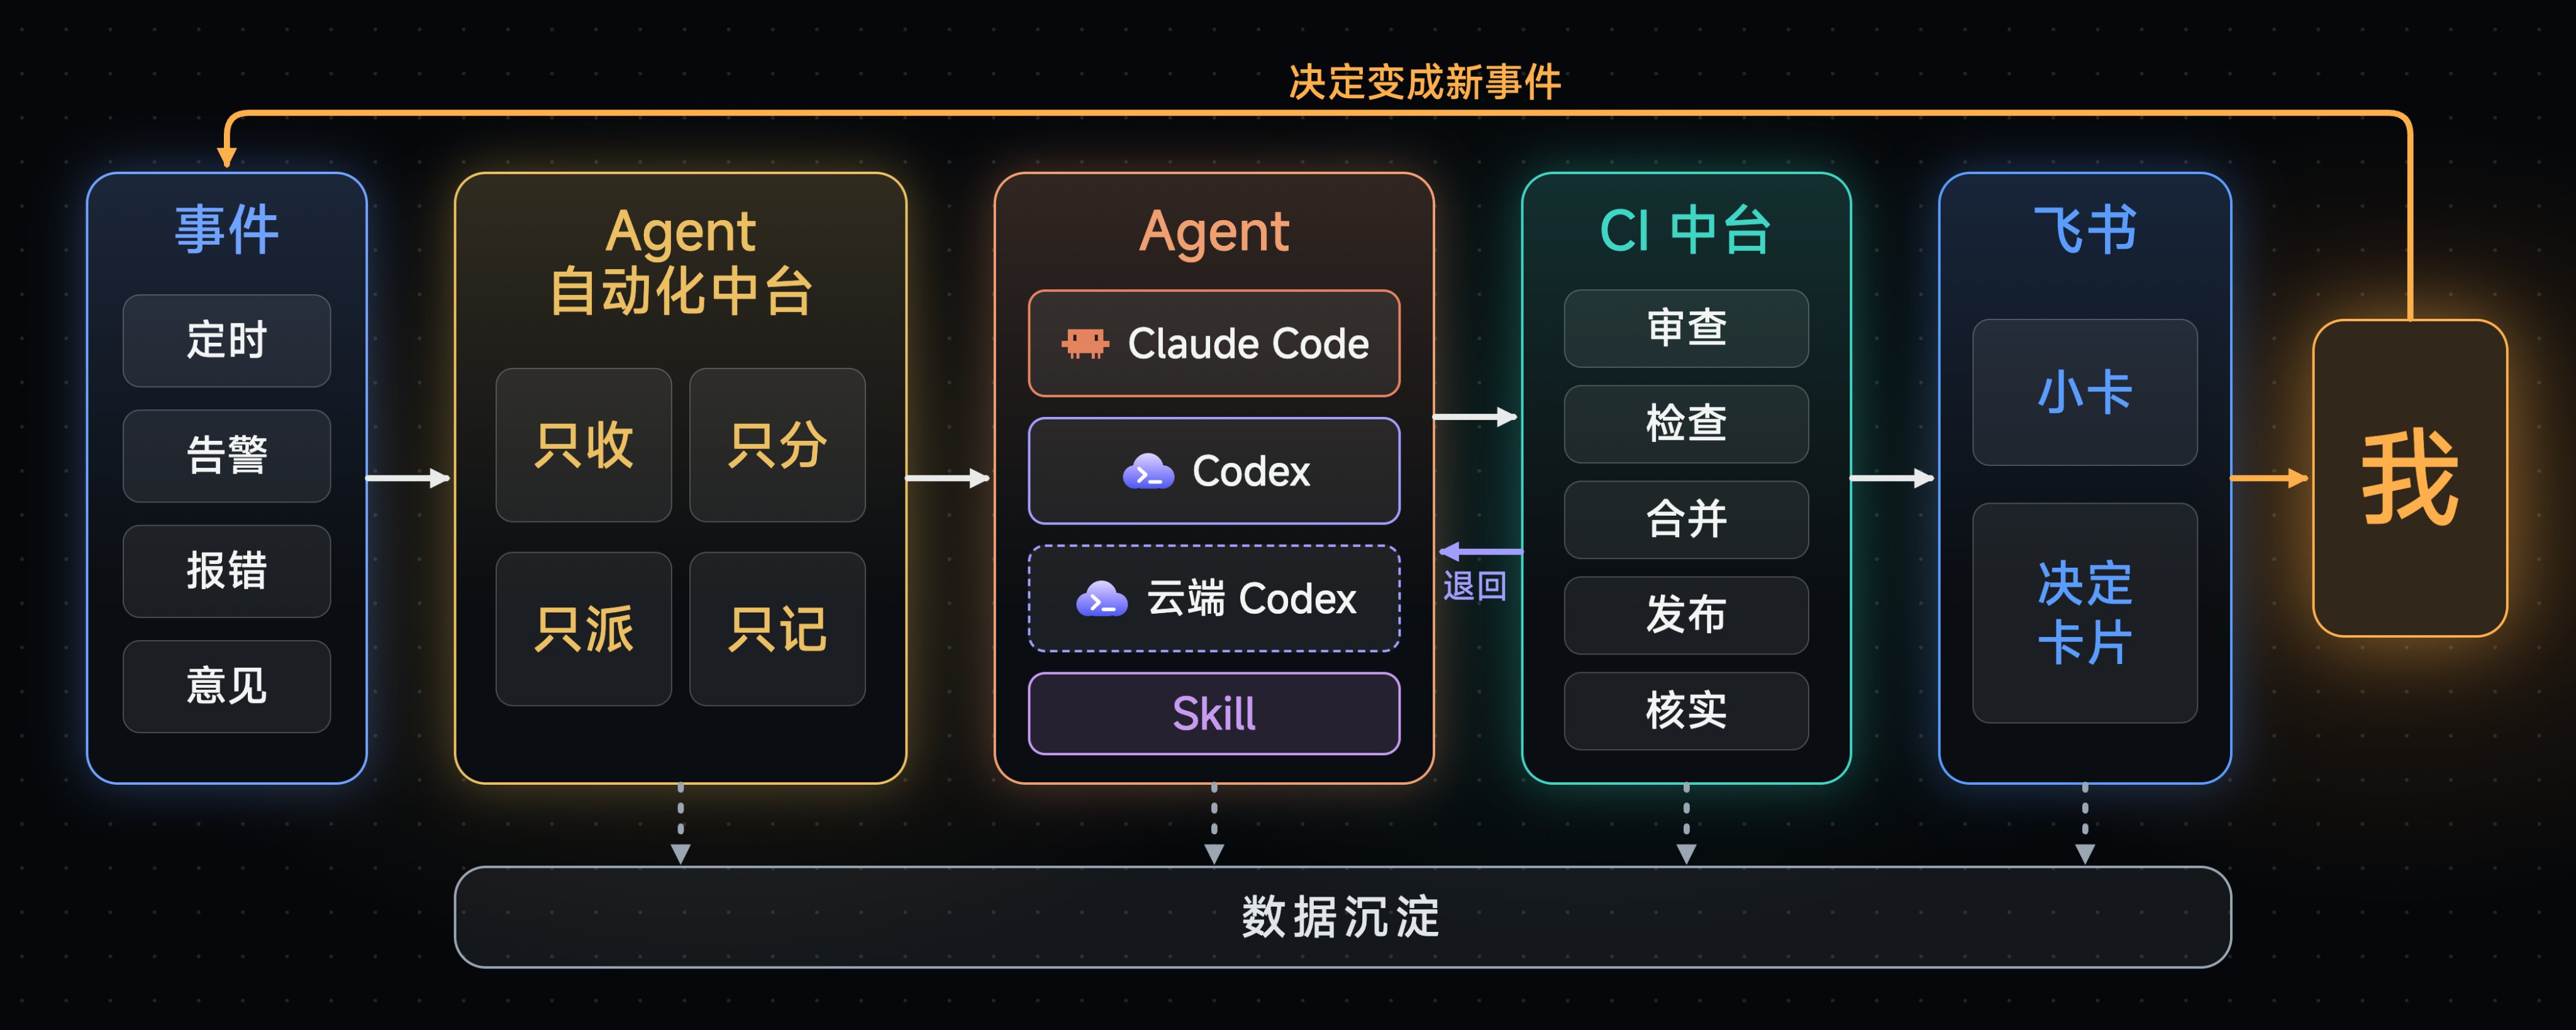 决定变成新事件
事件
定时
告警
报错
意见
Agent
自动化中台
只收
只分
只派
只记
Agent
Claude Code
Codex
云端 Codex
Skill
退回
CI 中台
审查
检查
合并
发布
核实
飞书
小卡
决定
卡片
我
数据沉淀